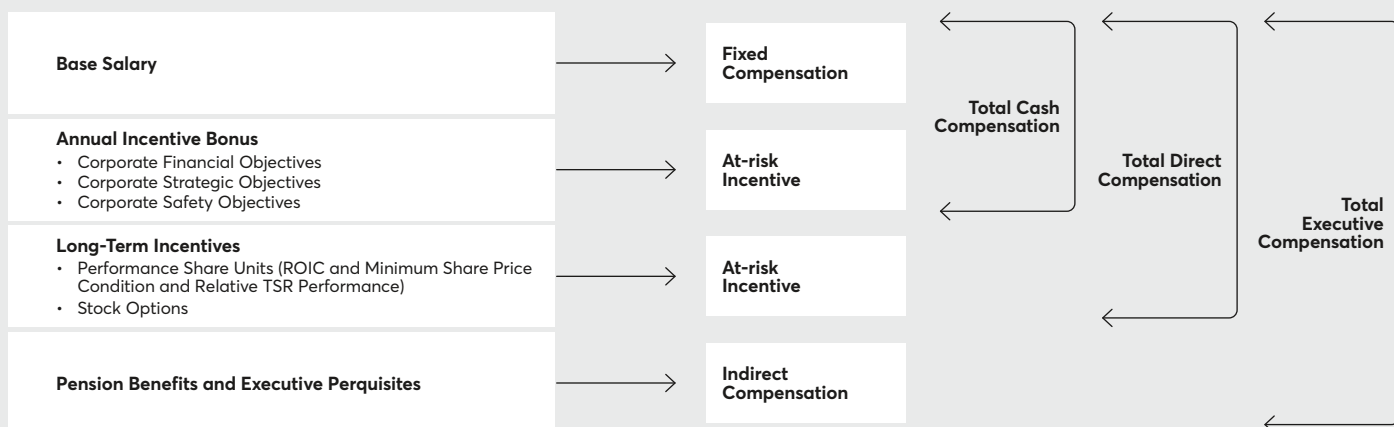 Base Salary
Fixed
Compensation
Annual Incentive Bonus
• Corporate Financial Objectives
• Corporate Strategic Objectives
• Corporate Safety Objectives
At-risk
Incentive
Long-Term Incentives
• Performance Share Units (ROIC and Minimum Share Price
Condition and Relative TSR Performance)
• Stock Options
At-risk
Incentive
Pension Benefits and Executive Perquisites
Indirect
Compensation
Total Cash
Compensation
Total Direct
Compensation
Total
Executive
Compensation